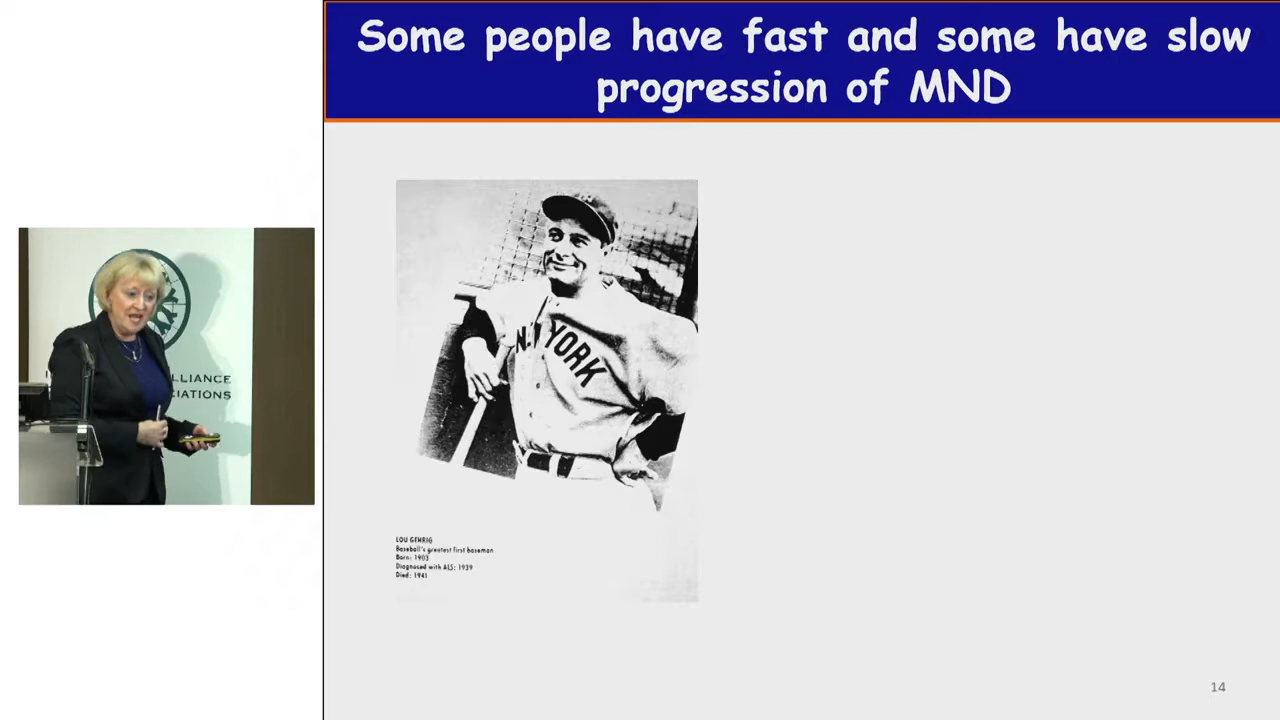 Some people have fast and some have slow
progression of MND
LLIANCE
CIATIONS
N. YORK
LOU GEHRIG
Baseball's greatest first baseman
Born: 1903
Diagnosed with ALS: 1939
Died: 1941
14